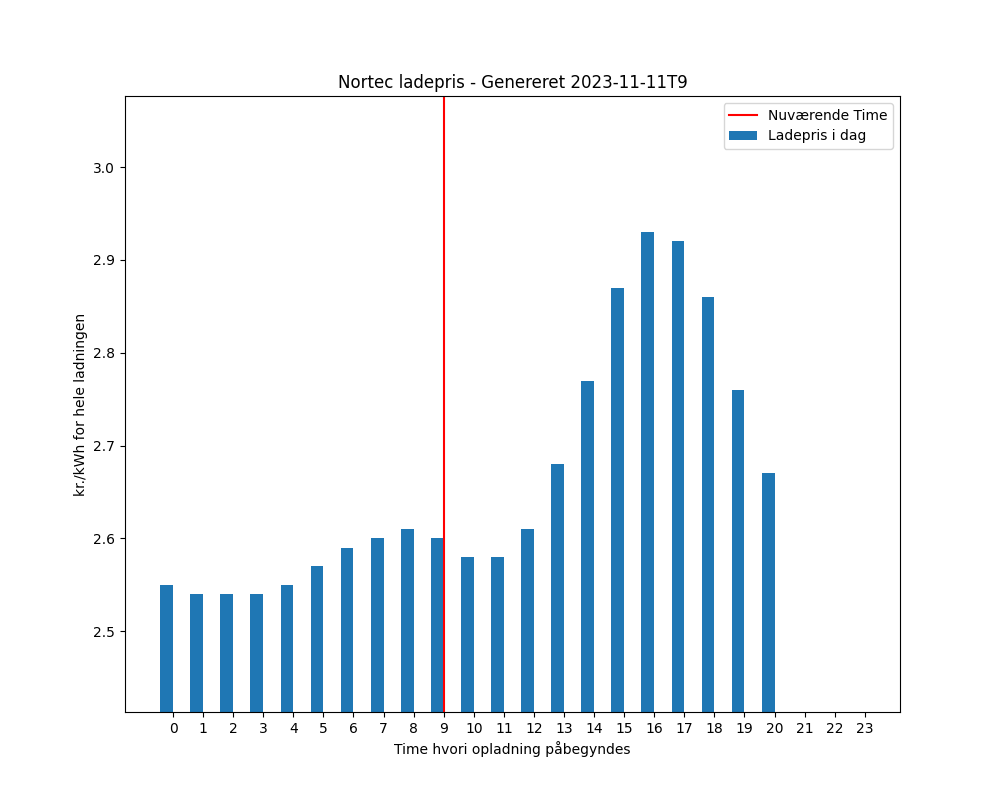 Nortec ladepris - Genereret 2023-11-11T9
Nuværende Time
Ladepris i dag
3.0
2.9
2.8
2.7
2.6
2.5
kr./kWh for hele ladningen
0 1 2 3 4 5 6 7 8 9 10 11 12 13 14 15 16 17 18 19 20 21 22 23
Time hvori opladning påbegyndes